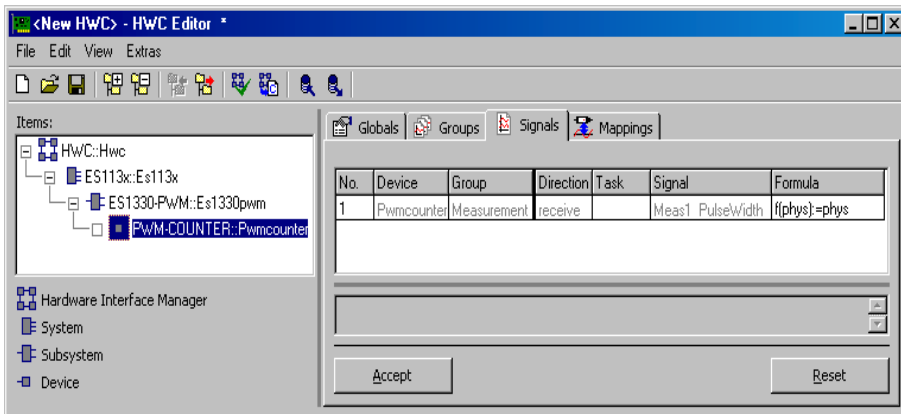 <New HWC> - HWC Editor *
File Edit View Extras
Items:
HWC::Hwc
ES113x::Es113x
ES1330-PWM::Es1330pwm
PWM-COUNTER::Pwmcounter
Hardware Interface Manager
System
Subsystem
Device
Globals Groups Signals Mappings
No. Device Group Direction Task Signal Formula
1 Pwmcounter Measurement receive Meas1_PulseWidth f(phys):=phys
Accept Reset